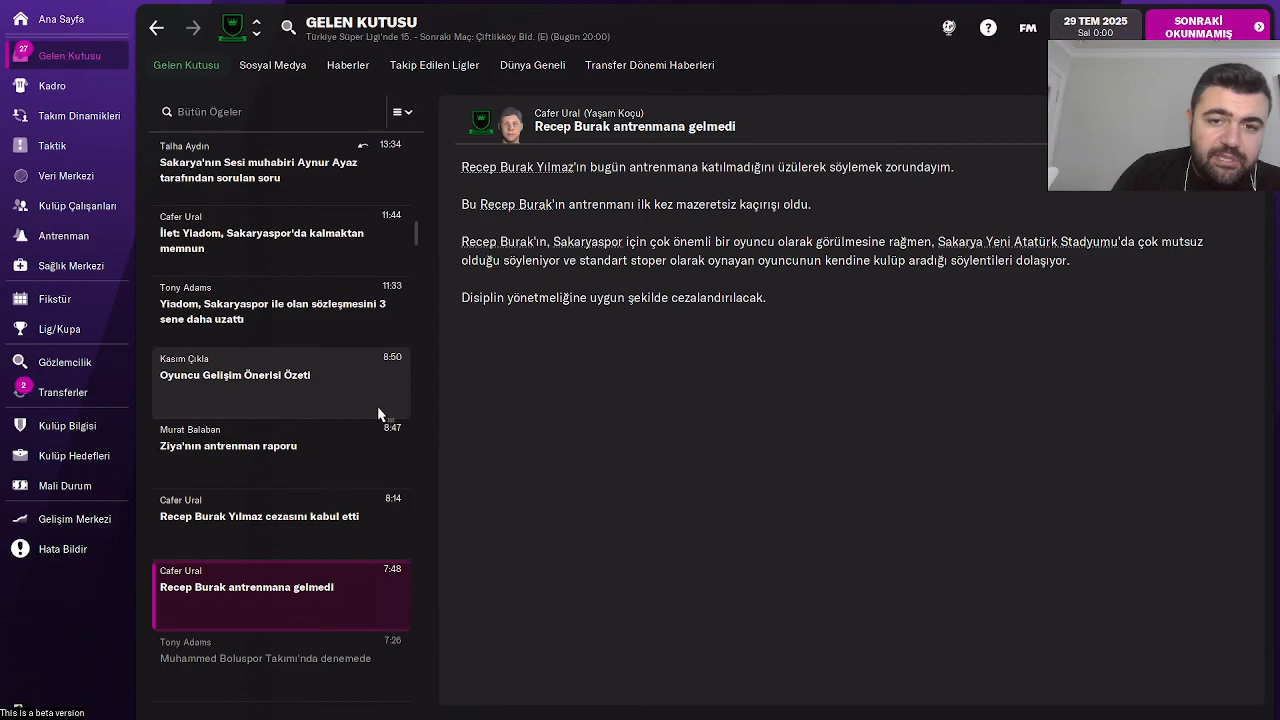 Ana Sayfa
27
Gelen Kutusu
Kadro
Takım Dinamikleri
Taktik
Veri Merkezi
Kulüp Çalışanları
Antrenman
Sağlık Merkezi
Fikstür
Lig/Kupa
Gözlemcilik
2
Transferler
Kulüp Bilgisi
Kulüp Hedefleri
Mali Durum
Gelişim Merkezi
Hata Bildir
This is a beta version
GELEN KUTUSU
Türkiye Süper Ligi'nde 15. - Sonraki Maç: Çiftlikköy Bld. (E) (Bugün 20:00)
?
FM
29 TEM 2025
Sal 0:00
SONRAKİ
OKUNMAMIŞ
Gelen Kutusu
Sosyal Medya
Haberler
Takip Edilen Ligler
Dünya Geneli
Transfer Dönemi Haberleri
Bütün Ögeler
Talha Aydın 13:34
Sakarya'nın Sesi muhabiri Aynur Ayaz
tarafından sorulan soru
Cafer Ural 11:44
İlet: Yiadom, Sakaryaspor'da kalmaktan
memnun
Tony Adams 11:33
Yiadom, Sakaryaspor ile olan sözleşmesini 3
sene daha uzattı
Kasım Çıkla 8:50
Oyuncu Gelişim Önerisi Özeti
Murat Balaban 8:47
Ziya'nın antrenman raporu
Cafer Ural 8:14
Recep Burak Yılmaz cezasını kabul etti
Cafer Ural 7:48
Recep Burak antrenmana gelmedi
Tony Adams 7:26
Muhammed Boluspor Takımı'nda denemede
Cafer Ural (Yaşam Koçu)
Recep Burak antrenmana gelmedi
Recep Burak Yılmaz'ın bugün antrenmana katılmadığını üzülerek söylemek zorundayım.
Bu Recep Burak'ın antrenmanı ilk kez mazeretsiz kaçırışı oldu.
Recep Burak'ın, Sakaryaspor için çok önemli bir oyuncu olarak görülmesine rağmen, Sakarya Yeni Atatürk Stadyumu'da çok mutsuz
olduğu söyleniyor ve standart stoper olarak oynayan oyuncunun kendine kulüp aradığı söylentileri dolaşıyor.
Disiplin yönetmeliğine uygun şekilde cezalandırılacak.